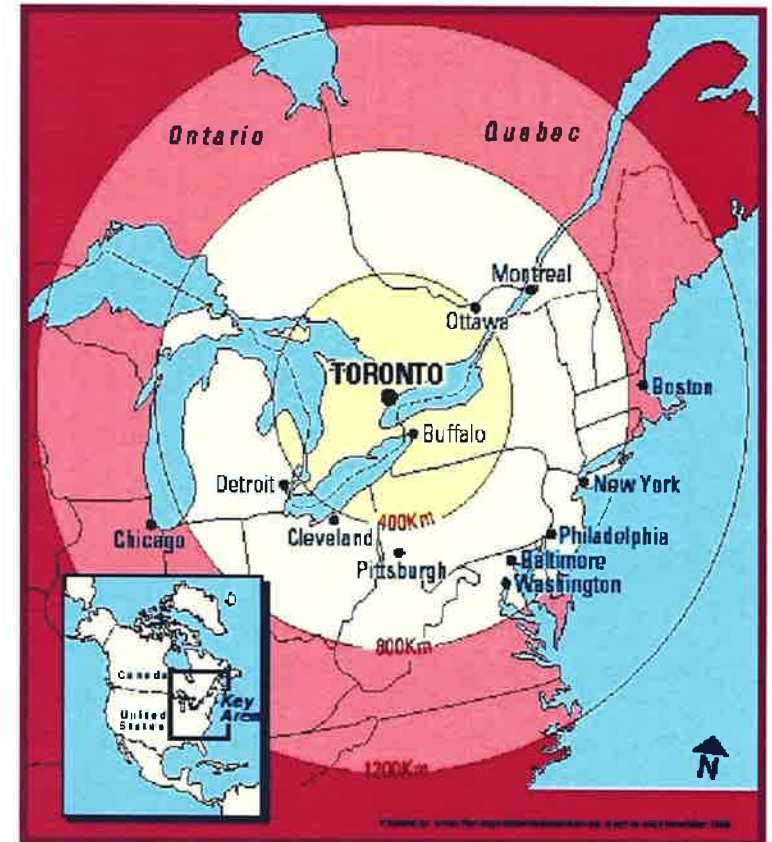 Ontario
Quebec
Montreal
Ottawa
TORONTO
Boston
Buffalo
Detroit
New York
400Km
Chicago
Cleveland
Philadelphia
Pittsburgh
Baltimore
Washington
800Km
Canada
United
States
Key
Area
1200Km
N